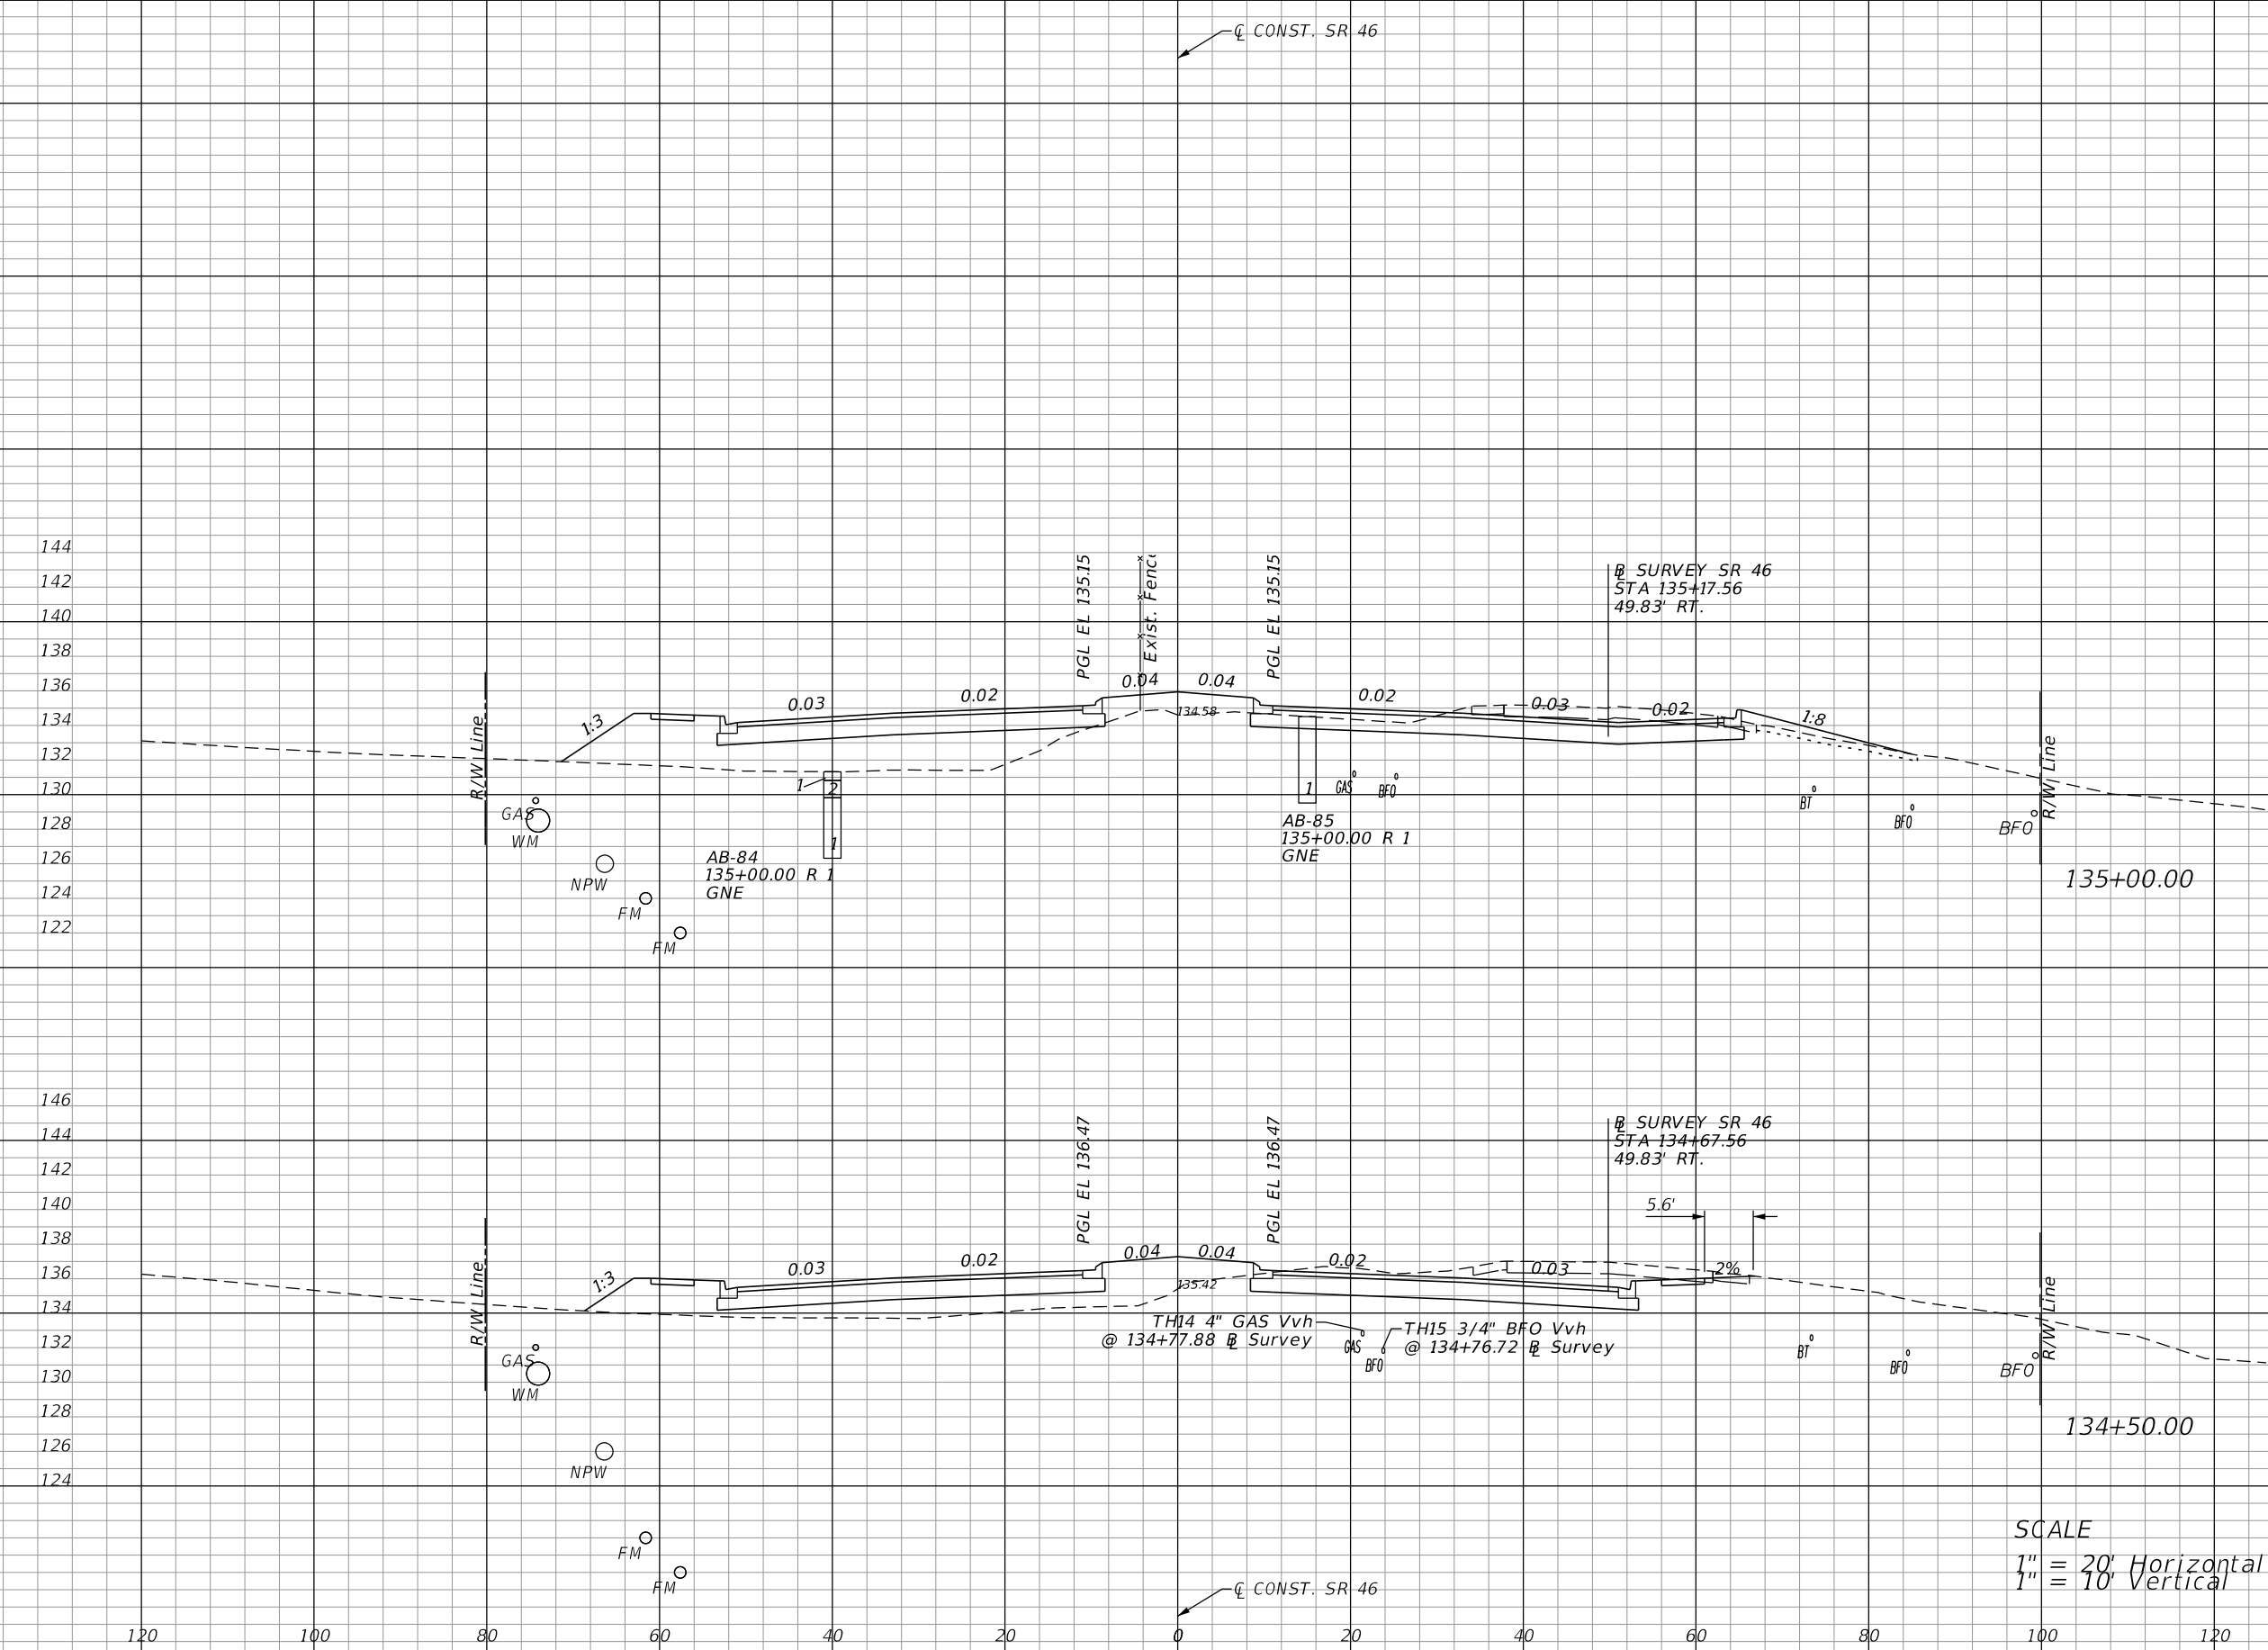 ℄ CONST. SR 46
144
142
140
138
136
134
132
130
128
126
124
122
PGL EL 135.15
Exist. Fenc
PGL EL 135.15
B̵L SURVEY SR 46
STA 135+17.56
49.83' RT.
R/W Line
1:3
0.03
0.02
0.04
0.04
134.58
0.02
0.03
0.02
1:8
R/W Line
GAS
WM
NPW
FM
FM
1
2
1
AB-84
135+00.00 R 1
GNE
1
AB-85
135+00.00 R 1
GNE
GAS
BFO
BT
BFO
BFO
135+00.00
146
144
142
140
138
136
134
132
130
128
126
124
PGL EL 136.47
PGL EL 136.47
BL SURVEY SR 46
STA 134+67.56
49.83' RT.
5.6'
R/W Line
1:3
0.03
0.02
0.04
0.04
135.42
0.02
0.03
2%
R/W Line
GAS
WM
NPW
FM
FM
TH14 4" GAS Vvh
@ 134+77.88 BL Survey
GAS
BFO
TH15 3/4" BFO Vvh
@ 134+76.72 BL Survey
BT
BFO
BFO
134+50.00
SCALE
1" = 20' Horizontal
1" = 10' Vertical
℄ CONST. SR 46
120
100
80
60
40
20
0
20
40
60
80
100
120